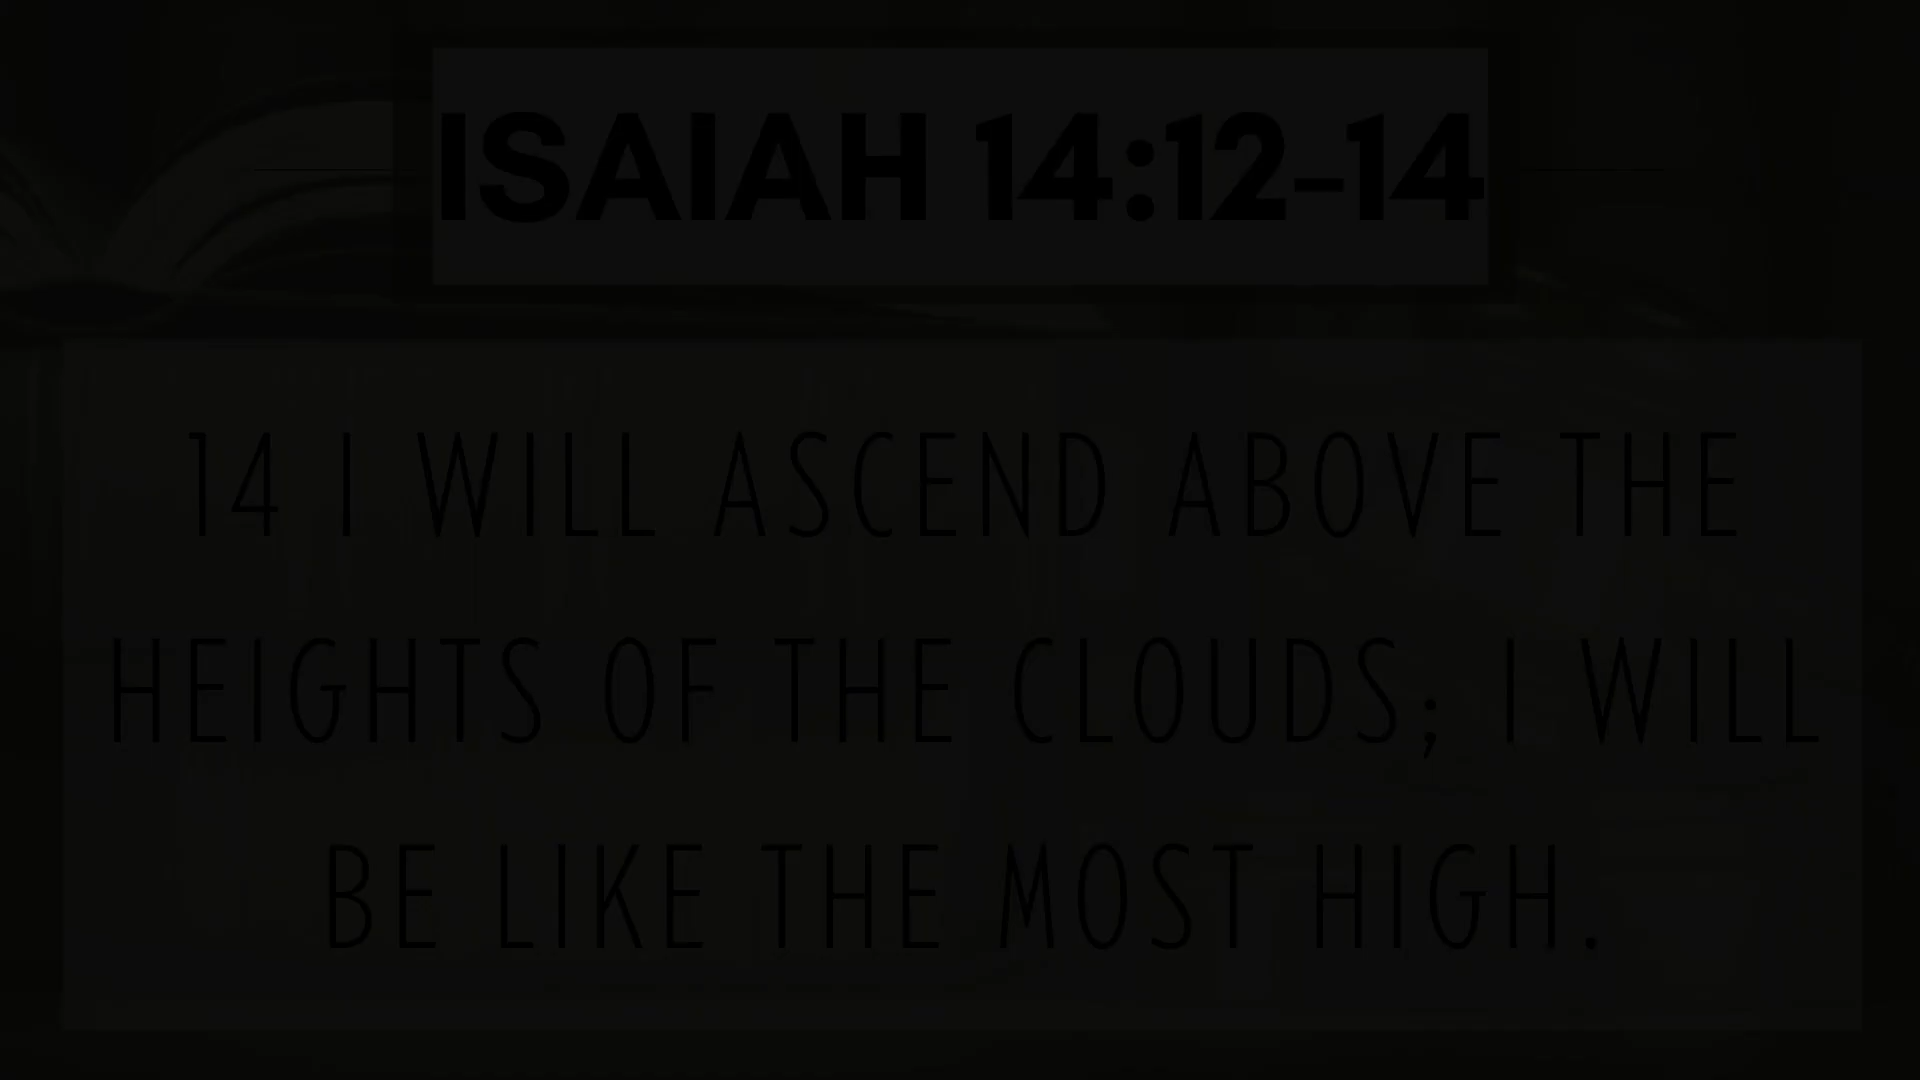 ISAIAH 14:12-14
14 I WILL ASCEND ABOVE THE
HEIGHTS OF THE CLOUDS; I WILL
BE LIKE THE MOST HIGH.